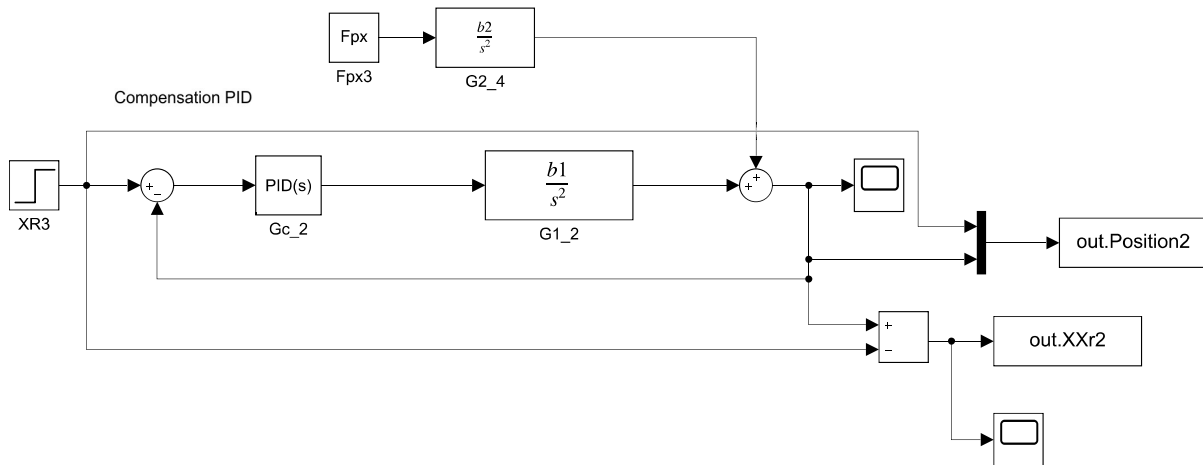 Fpx
b2
s²
Fpx3
G2_4
Compensation PID
+
+
+
−
PID(s)
b1
s²
XR3
Gc_2
G1_2
out.Position2
+
−
out.XXr2